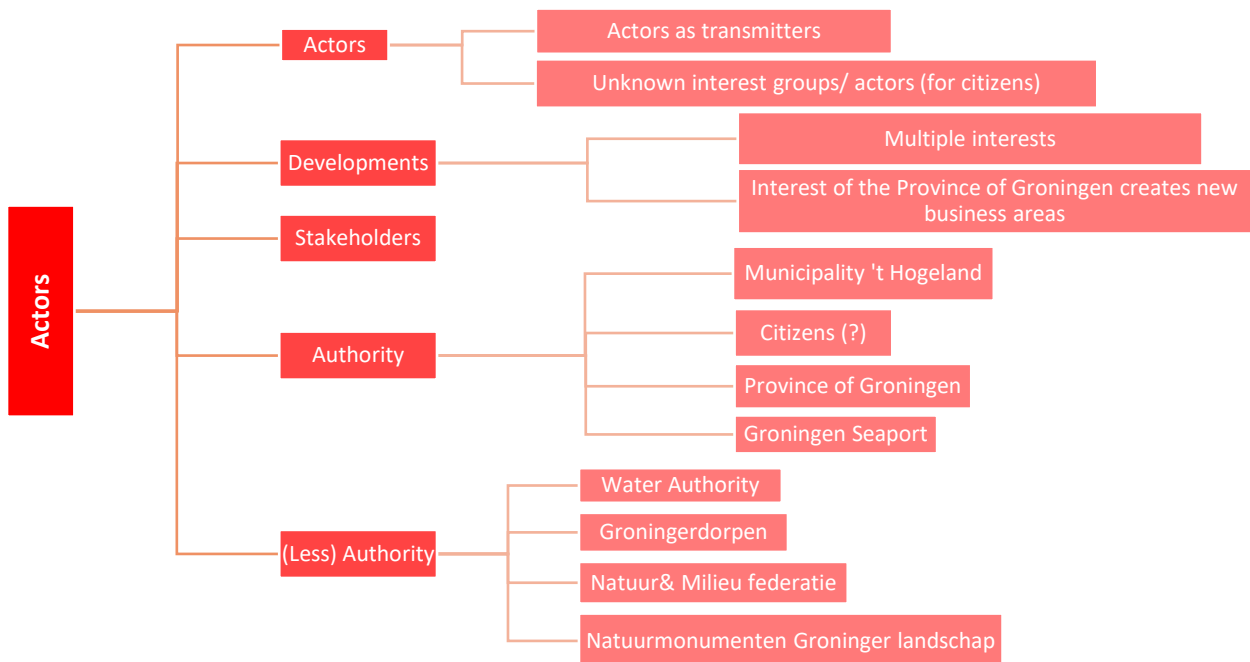 Actors
Actors
Actors as transmitters
Unknown interest groups/ actors (for citizens)
Developments
Multiple interests
Interest of the Province of Groningen creates new
business areas
Stakeholders
Authority
Municipality 't Hogeland
Citizens (?)
Province of Groningen
Groningen Seaport
(Less) Authority
Water Authority
Groningerdorpen
Natuur& Milieu federatie
Natuurmonumenten Groninger landschap